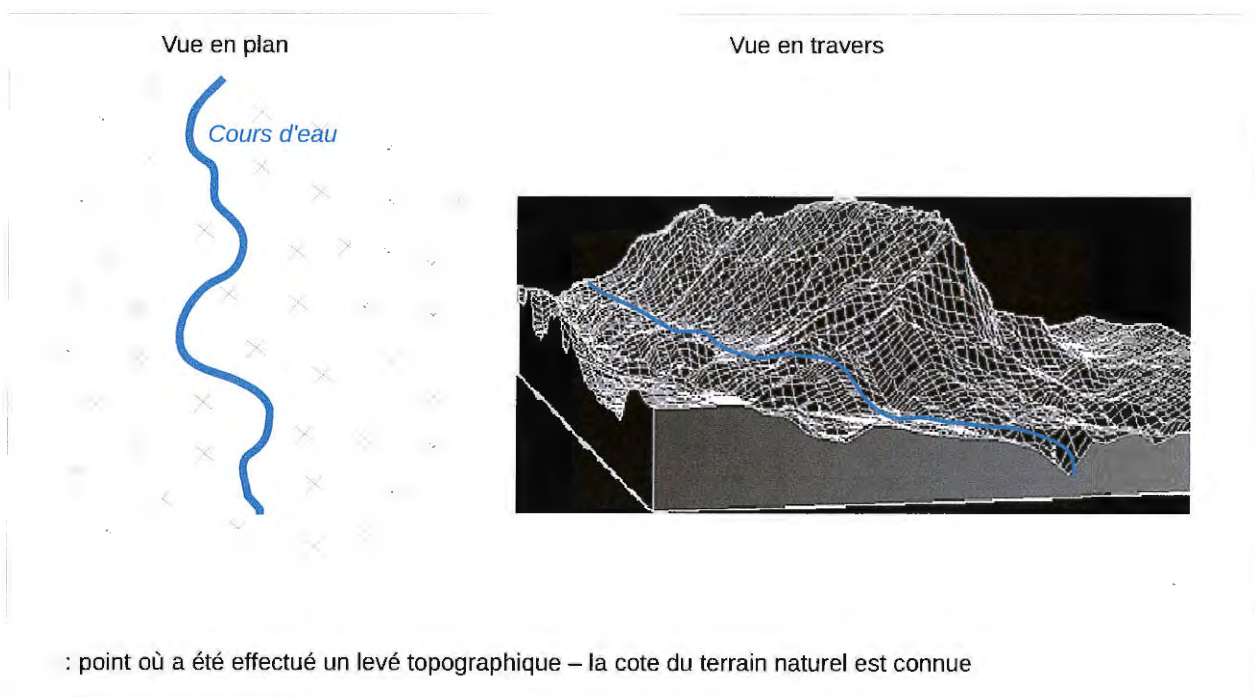 Vue en plan
Vue en travers
Cours d'eau
: point où a été effectué un levé topographique – la cote du terrain naturel est connue